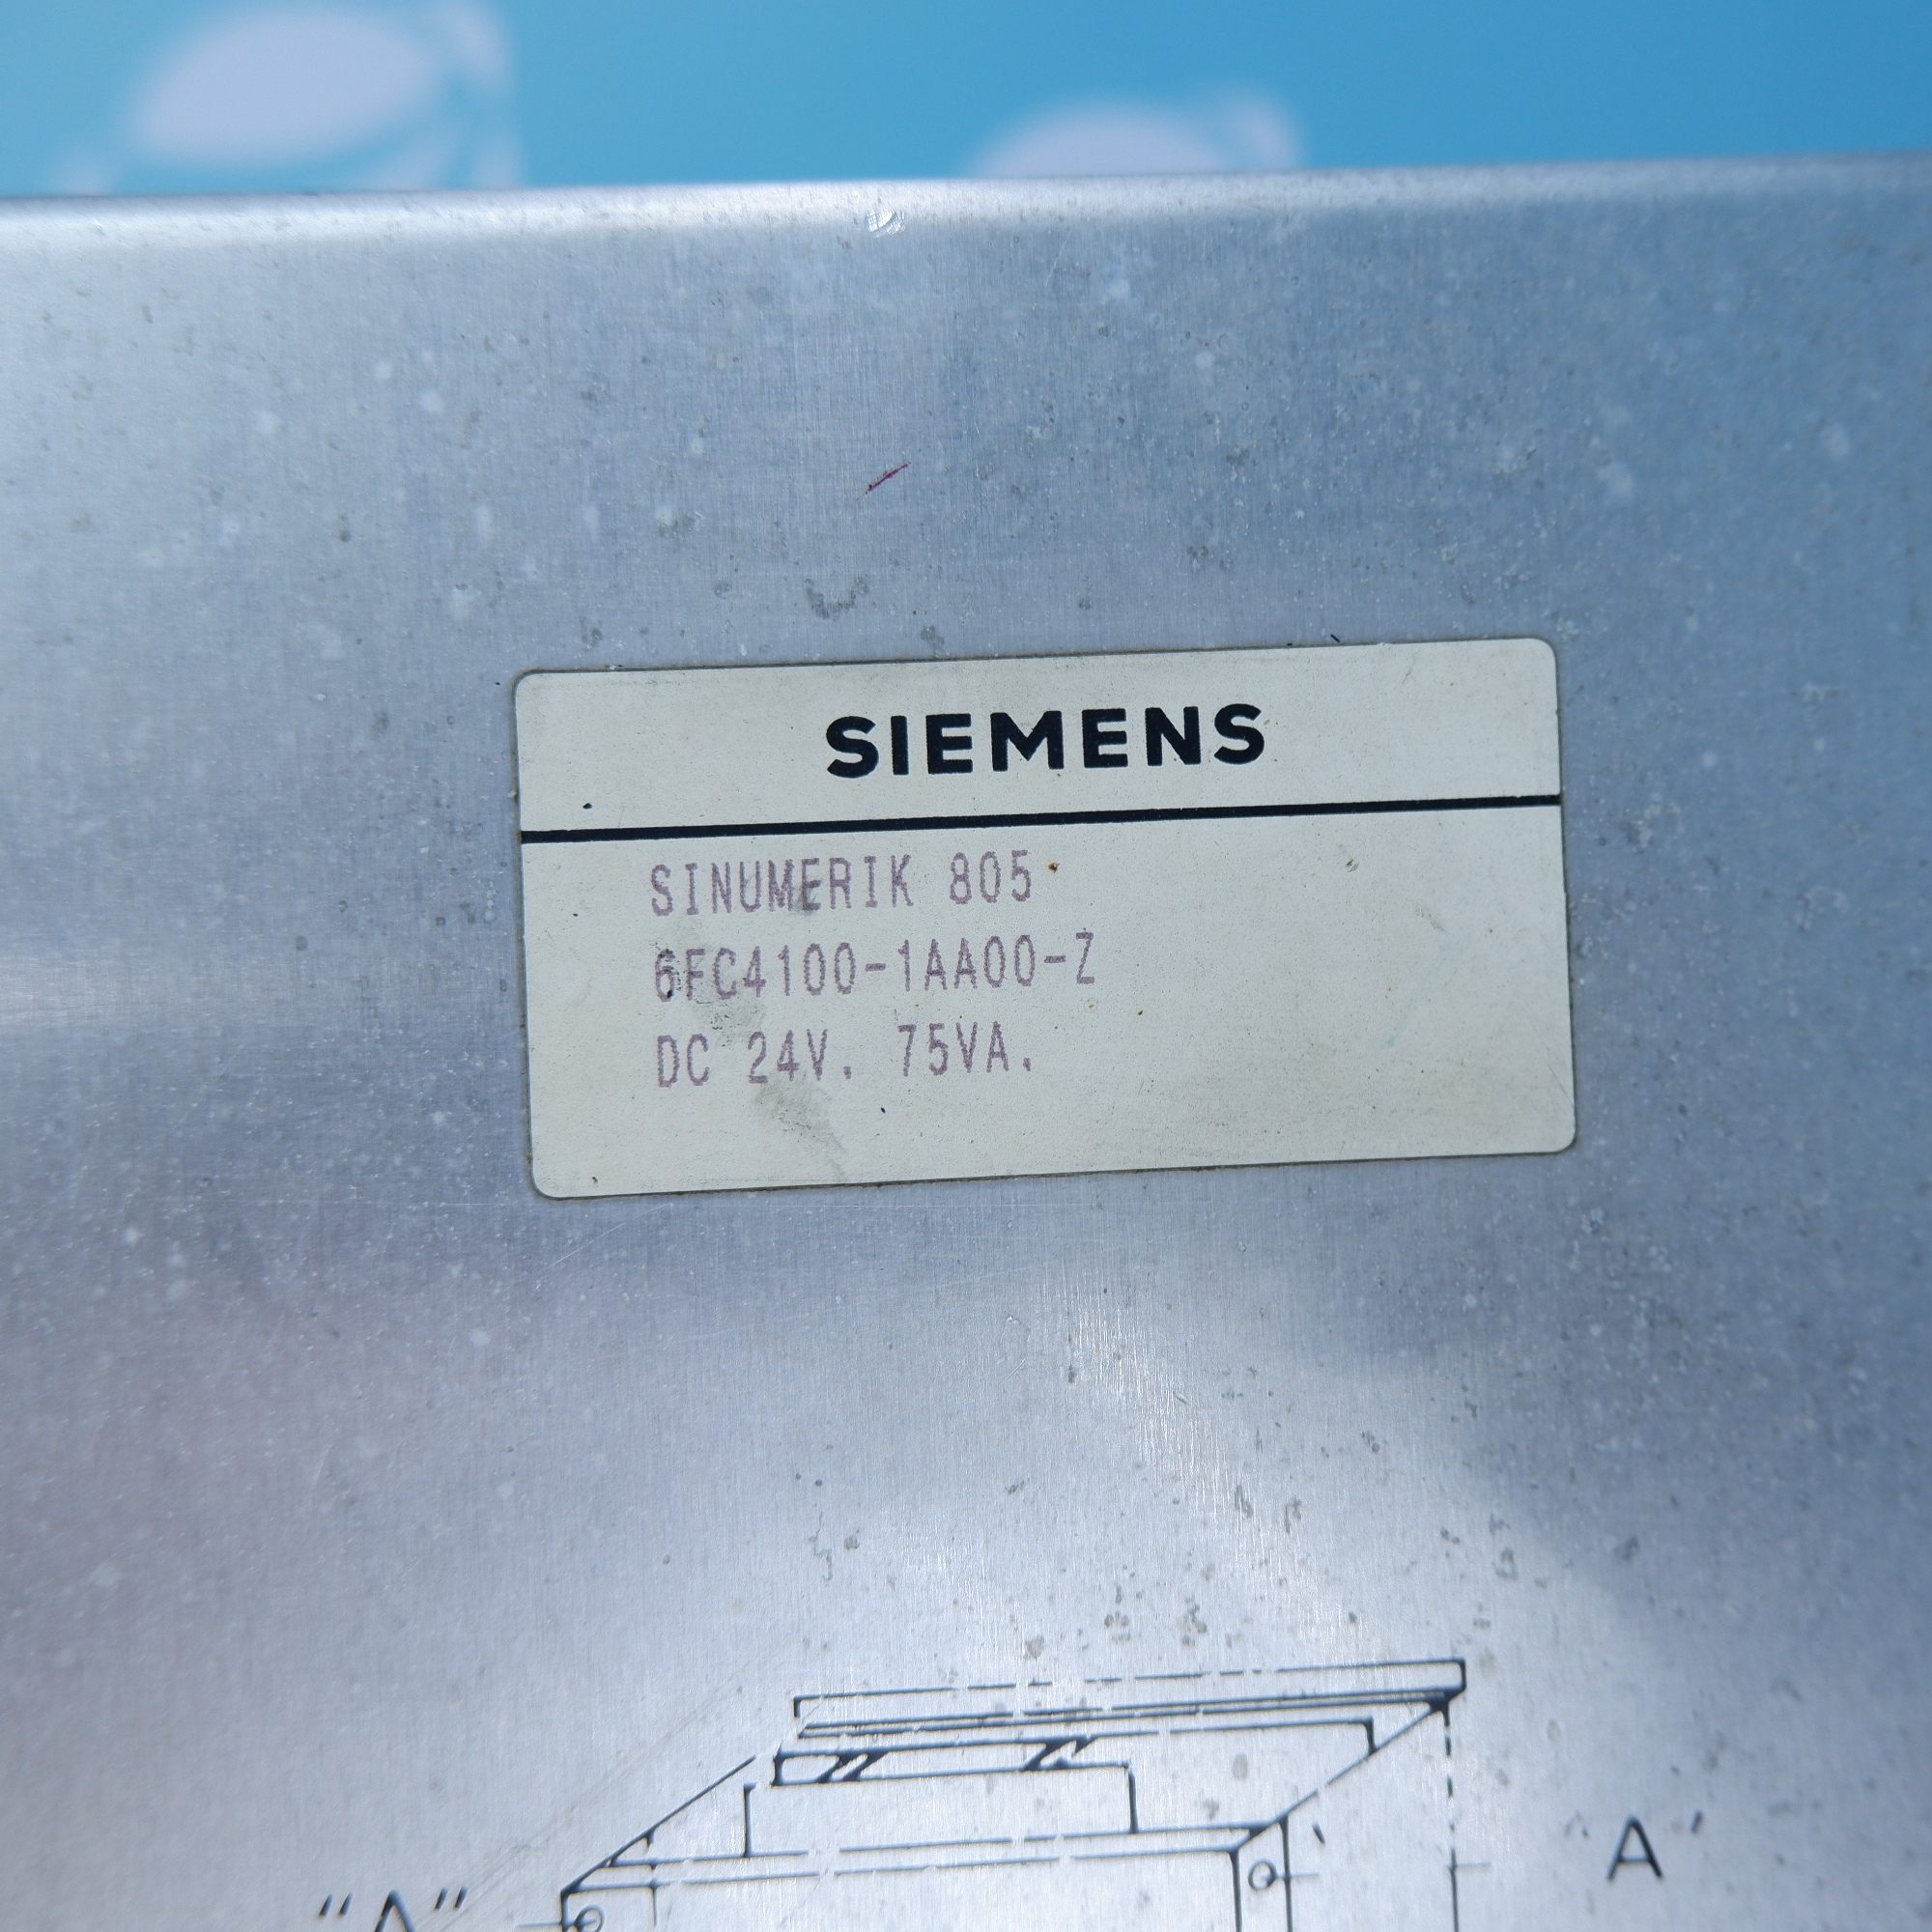 SIEMENS
SINUMERIK 805
6FC4100-1AA00-Z
DC 24V. 75VA.
"A"
"A"